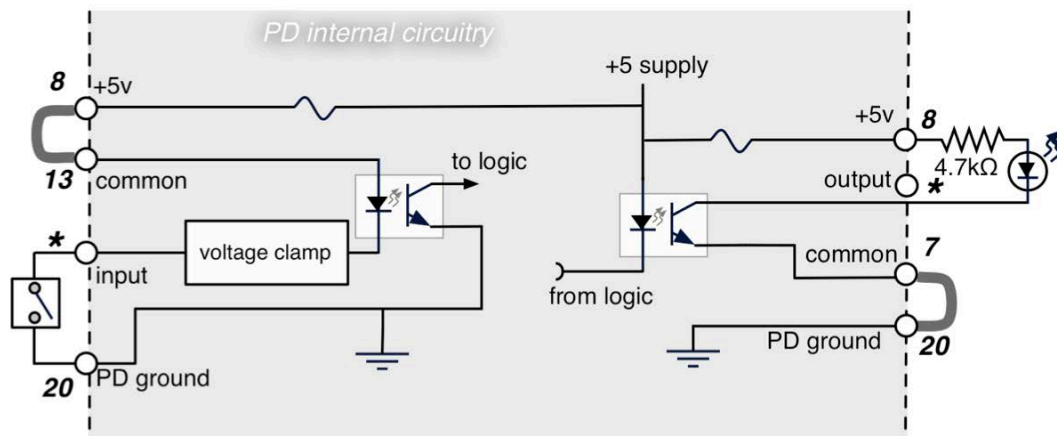 PD internal circuitry
8
+5v
+5 supply
+5v
8
13
common
to logic
4.7kΩ
output
*
*
input
voltage clamp
from logic
common
7
20
PD ground
PD ground
20